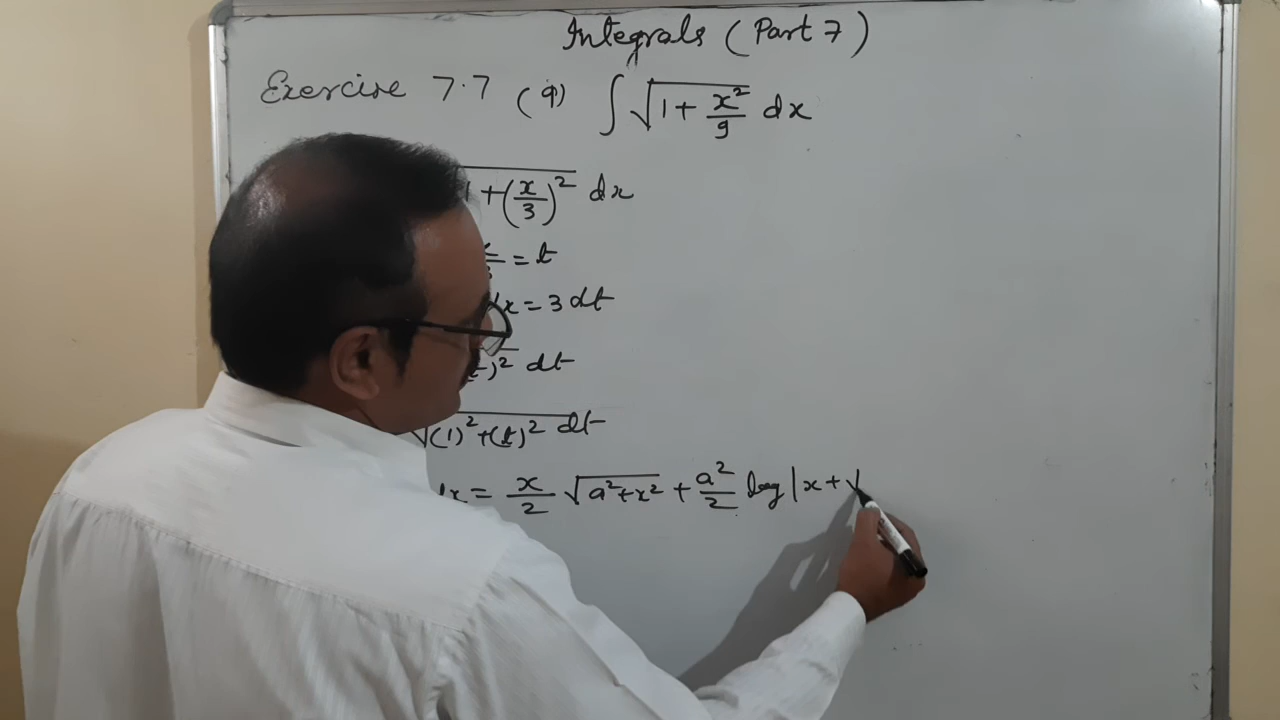 Integrals (Part 7)
Exercise 7.7 (9) ∫ √(1 + x²/9) dx
+ (x/3)² dx
= t
x = 3 dt
)² dt
√(1)² + (t)² dt
dx = x/2 √(a² + x²) + a²/2 log |x + √